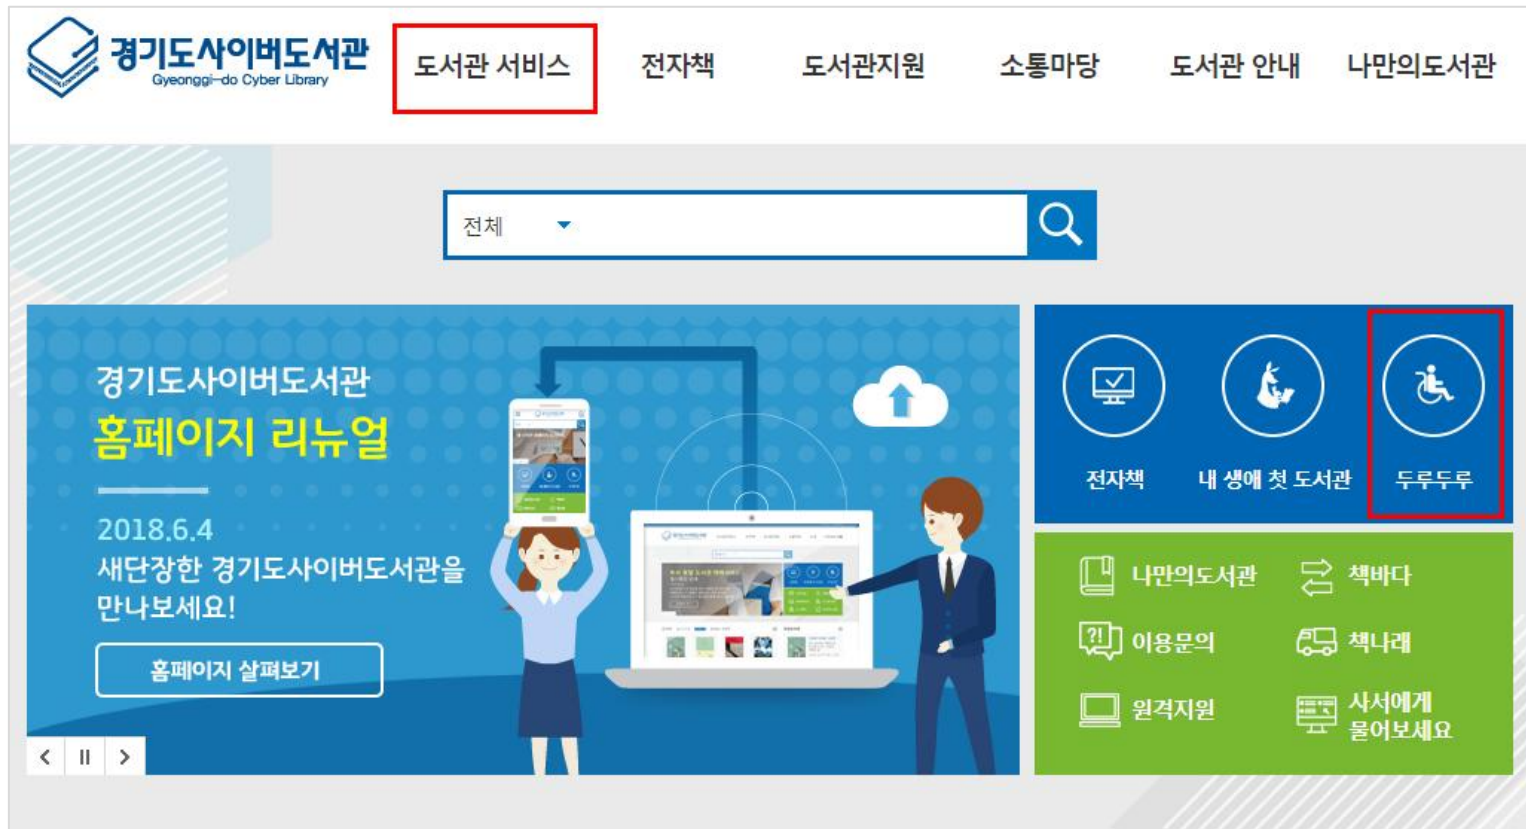 경기도사이버도서관
Gyeonggi-do Cyber Library
도서관 서비스
전자책
도서관지원
소통마당
도서관 안내
나만의도서관
전체
경기도사이버도서관
홈페이지 리뉴얼
2018.6.4
새단장한 경기도사이버도서관을
만나보세요!
홈페이지 살펴보기
전자책
내 생애 첫 도서관
두루두루
나만의도서관
책바다
?!
이용문의
책나래
원격지원
사서에게
물어보세요